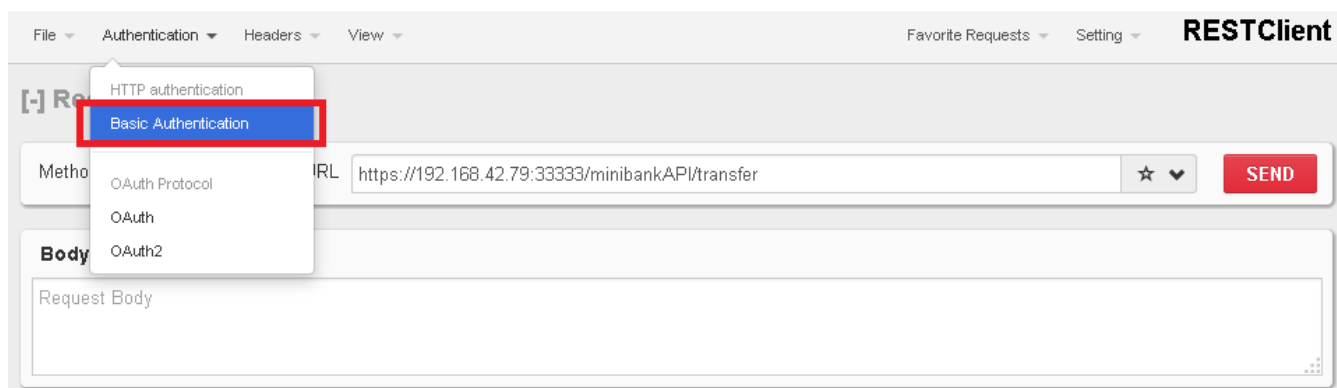 File Authentication Headers View Favorite Requests Setting RESTClient
HTTP authentication
[-] Re
Basic Authentication
Metho RL https://192.168.42.79:33333/minibankAPI/transfer SEND
OAuth Protocol
OAuth
Body
OAuth2
Request Body